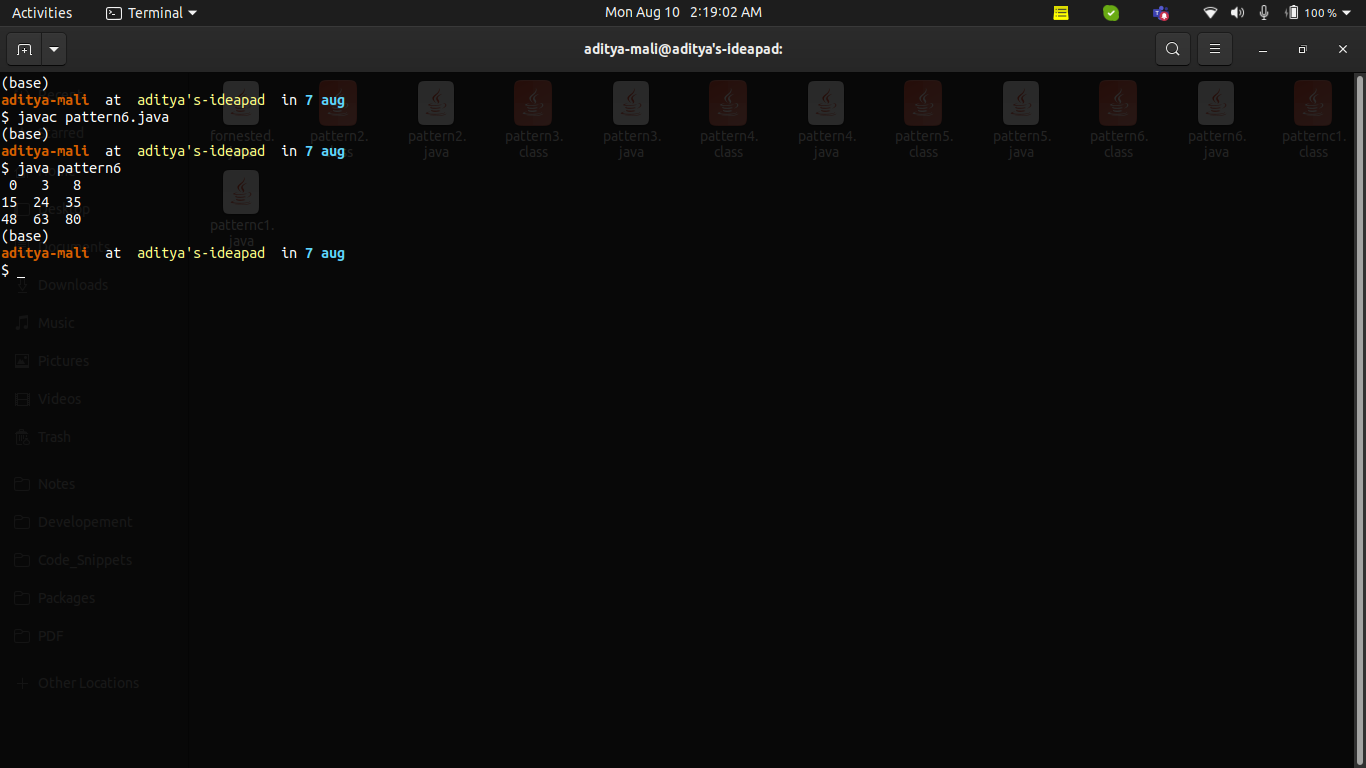 Activities Terminal Mon Aug 10 2:19:02 AM 100 %
aditya-mali@aditya's-ideapad:
(base)
aditya-mali at aditya's-ideapad in 7 aug
$ javac pattern6.java
(base)
aditya-mali at aditya's-ideapad in 7 aug
$ java pattern6
0 3 8
15 24 35
48 63 80
(base)
aditya-mali at aditya's-ideapad in 7 aug
$ _
fornested.
pattern2.
pattern2.
java
pattern3.
class
pattern3.
java
pattern4.
class
pattern4.
java
pattern5.
class
pattern5.
java
pattern6.
class
pattern6.
java
patternc1.
class
patternc1.
java
Downloads
Music
Pictures
Videos
Trash
Notes
Developement
Code_Snippets
Packages
PDF
Other Locations